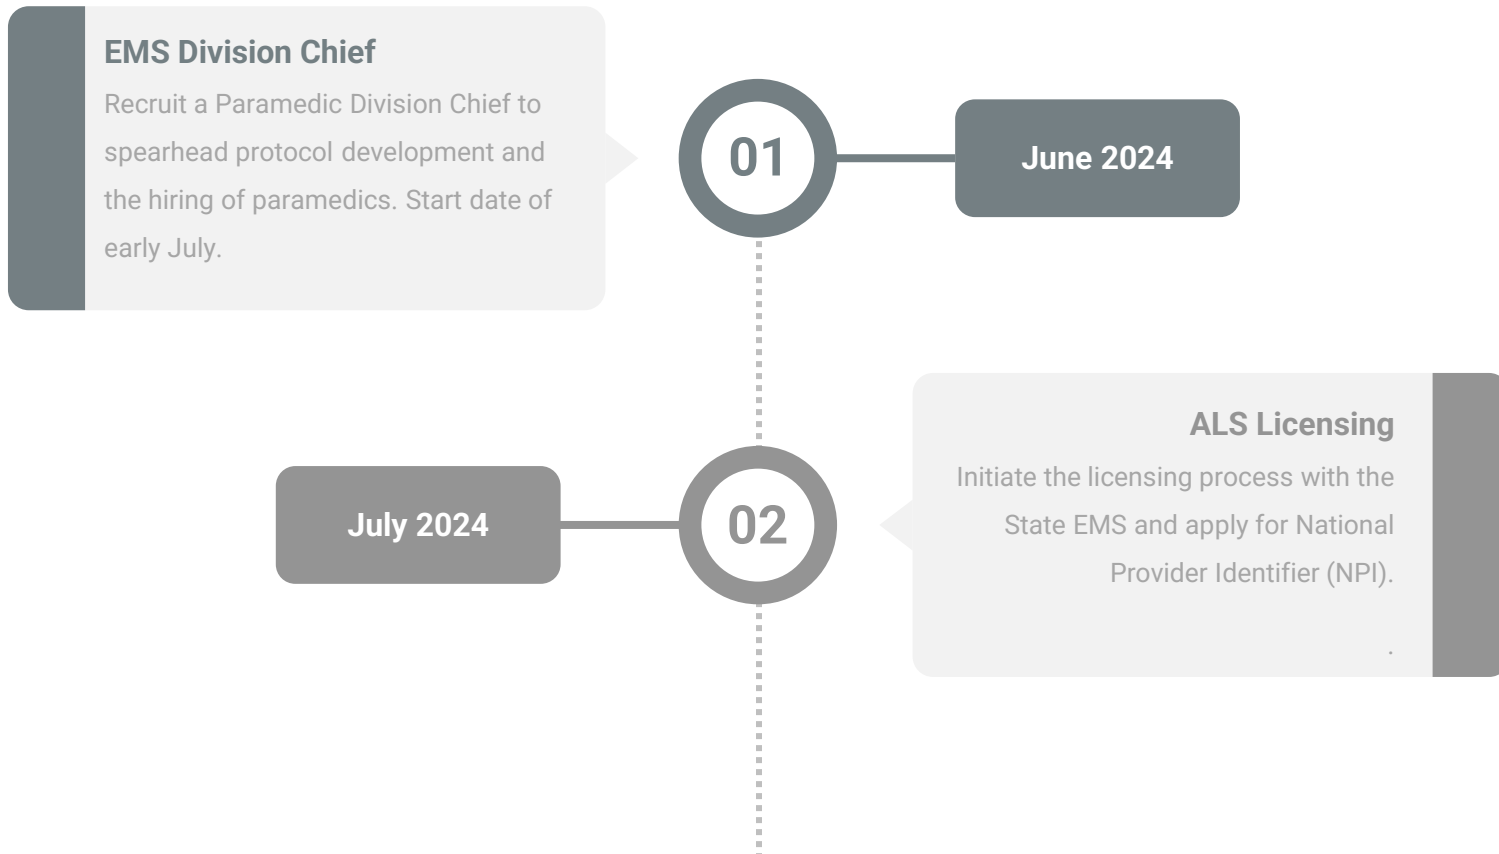 EMS Division Chief
Recruit a Paramedic Division Chief to
spearhead protocol development and
the hiring of paramedics. Start date of
early July.
01
June 2024
July 2024
02
ALS Licensing
Initiate the licensing process with the
State EMS and apply for National
Provider Identifier (NPI).
.